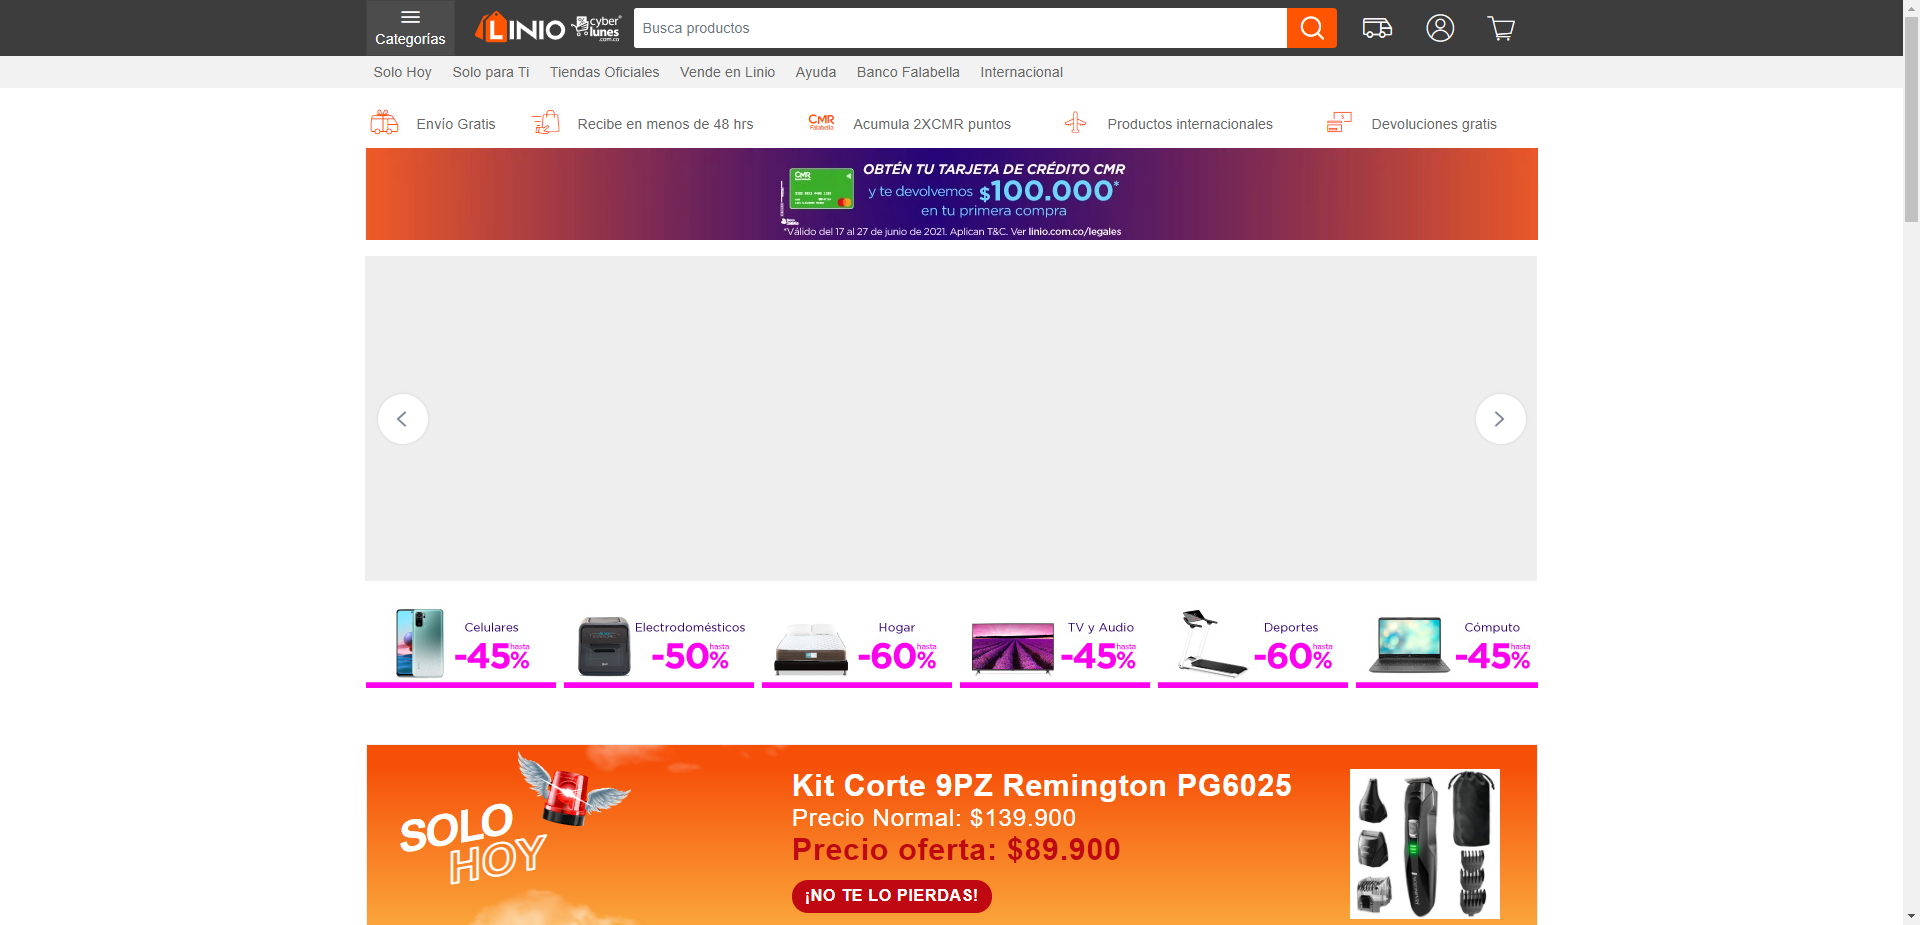 Categorías
LINIO
cyber
lunes
.com.co
Busca productos
Solo Hoy
Solo para Ti
Tiendas Oficiales
Vende en Linio
Ayuda
Banco Falabella
Internacional
Envío Gratis
Recibe en menos de 48 hrs
CMR
Falabella
Acumula 2XCMR puntos
Productos internacionales
Devoluciones gratis
CMR
OBTÉN TU TARJETA DE CRÉDITO CMR
y te devolvemos $100.000*
en tu primera compra
*Válido del 17 al 27 de junio de 2021. Aplican T&C. Ver linio.com.co/legales
Celulares
hasta
-45%
Electrodomésticos
hasta
-50%
Hogar
hasta
-60%
TV y Audio
hasta
-45%
Deportes
hasta
-60%
Cómputo
hasta
-45%
SOLO
HOY
Kit Corte 9PZ Remington PG6025
Precio Normal: $139.900
Precio oferta: $89.900
¡NO TE LO PIERDAS!